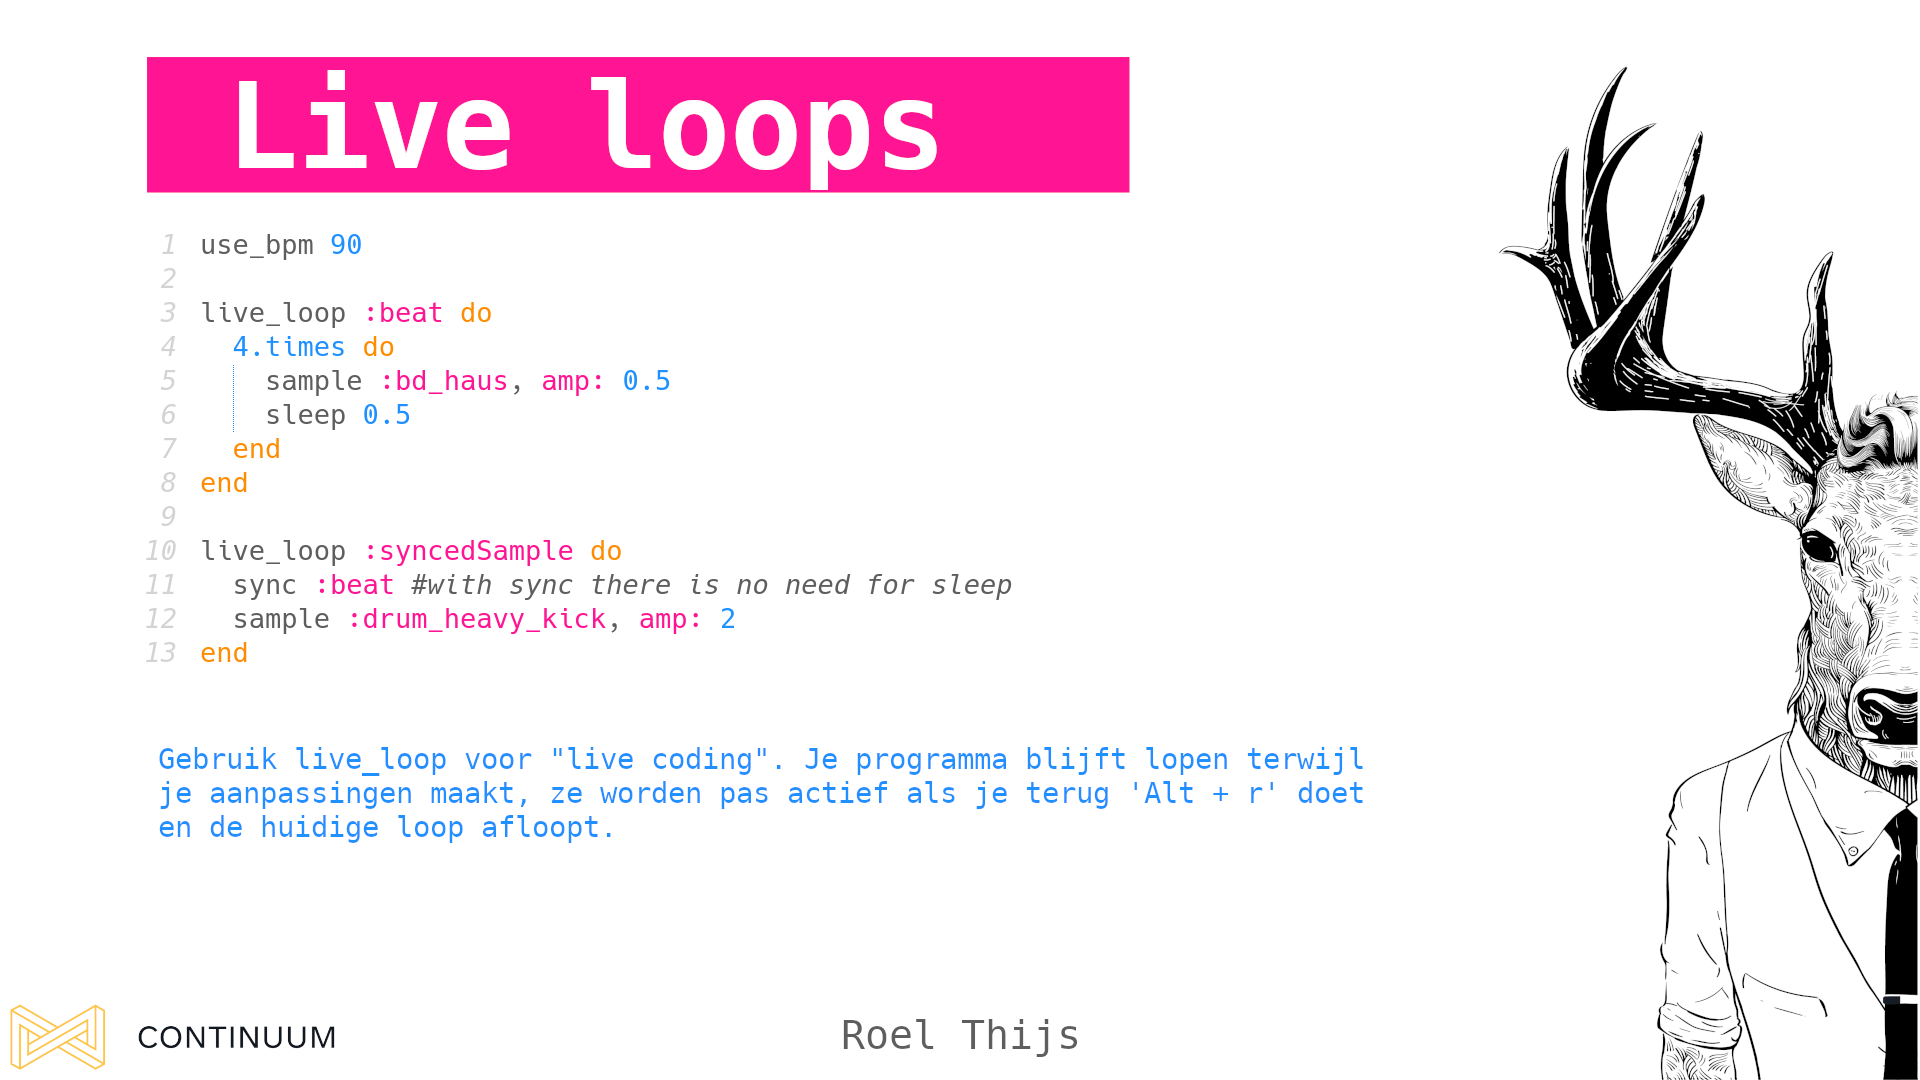 Live loops
1 use_bpm 90
2
3 live_loop :beat do
4   4.times do
5     sample :bd_haus, amp: 0.5
6     sleep 0.5
7   end
8 end
9
10 live_loop :syncedSample do
11   sync :beat #with sync there is no need for sleep
12   sample :drum_heavy_kick, amp: 2
13 end
Gebruik live_loop voor "live coding". Je programma blijft lopen terwijl
je aanpassingen maakt, ze worden pas actief als je terug 'Alt + r' doet
en de huidige loop afloopt.
CONTINUUM
Roel Thijs